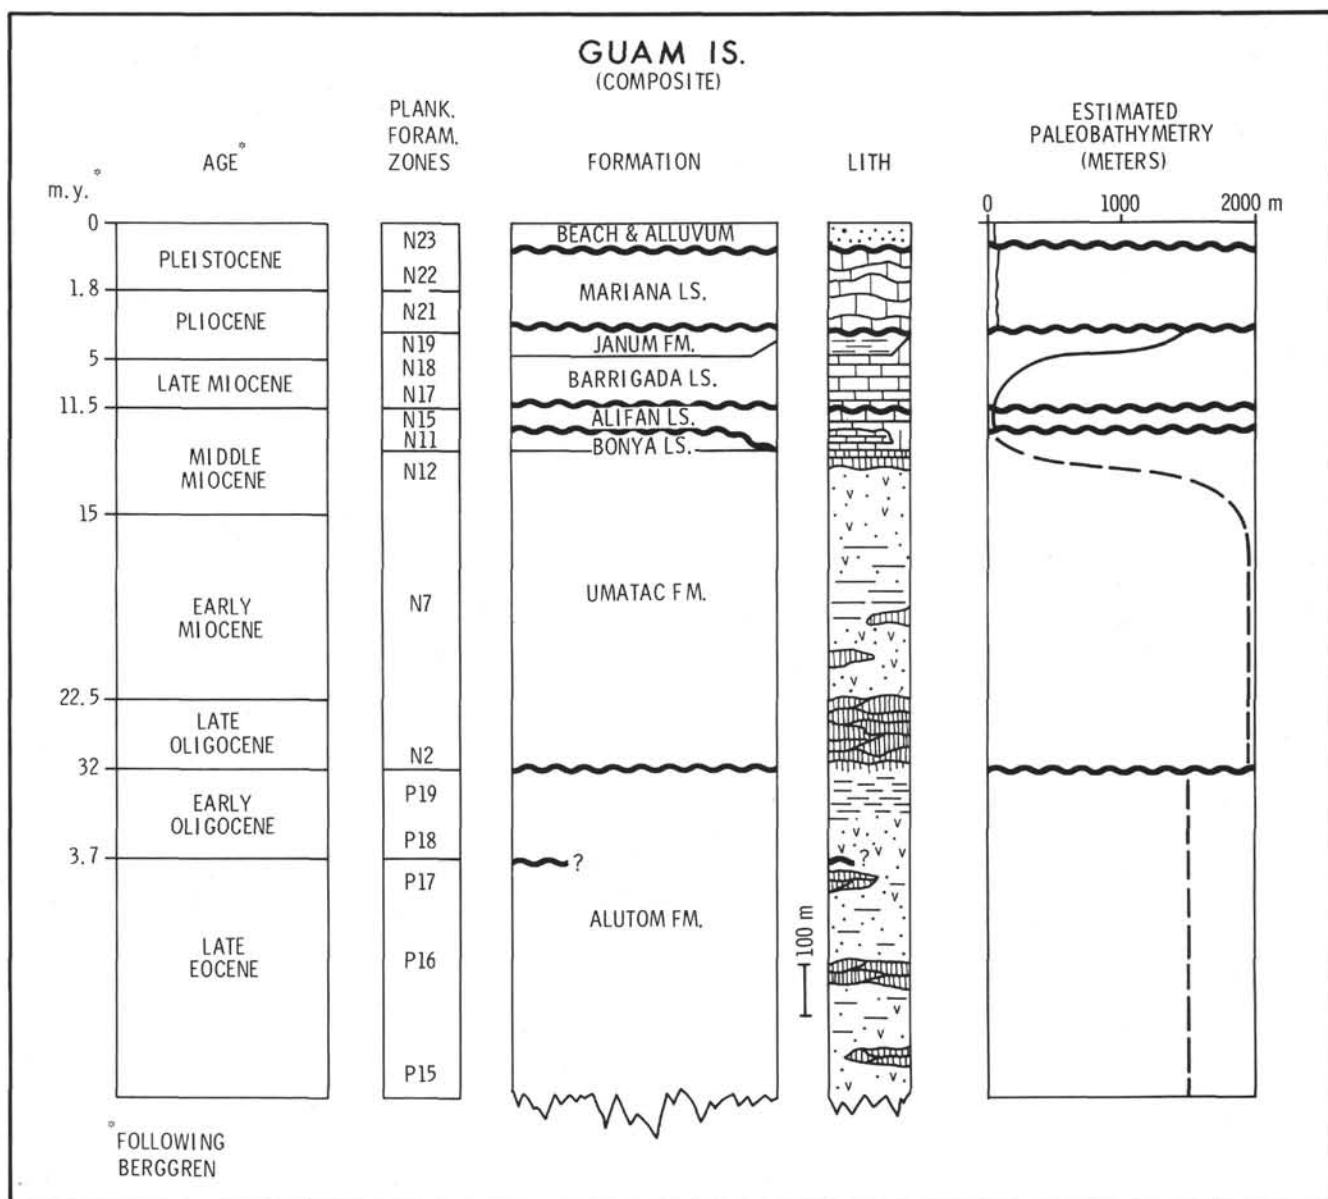 GUAM IS.
(COMPOSITE)
AGE*
PLANK.
FORAM.
ZONES
FORMATION
LITH
ESTIMATED
PALEOBATHYMETRY
(METERS)
m.y.*
0
1.8
5
11.5
15
22.5
32
3.7
PLEISTOCENE
PLIOCENE
LATE MIOCENE
MIDDLE
MIOCENE
EARLY
MIOCENE
LATE
OLIGOCENE
EARLY
OLIGOCENE
LATE
EOCENE
N23
N22
N21
N19
N18
N17
N15
N11
N12
N7
N2
P19
P18
P17
P16
P15
BEACH & ALLUVUM
MARIANA LS.
JANUM FM.
BARRIGADA LS.
ALIFAN LS.
BONYA LS.
UMATAC FM.
?
ALUTOM FM.
?
100 m
0 1000 2000 m
*FOLLOWING
BERGGREN